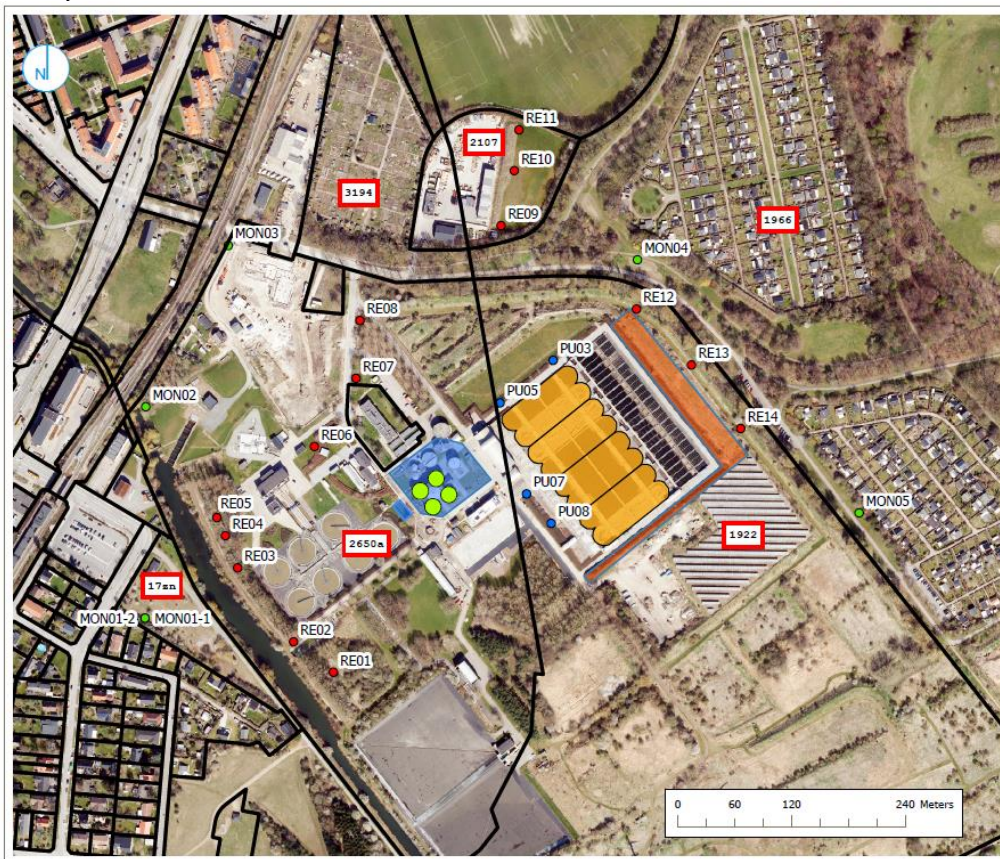 N
RE11
2107
RE10
3194
RE09
1966
MON03
MON04
RE12
RE08
PU03
RE13
RE07
PU05
MON02
RE14
RE06
PU07
MON05
RE05
PU08
RE04
2650a
1922
RE03
17zn
MON01-2 MON01-1
RE02
RE01
0 60 120 240 Meters